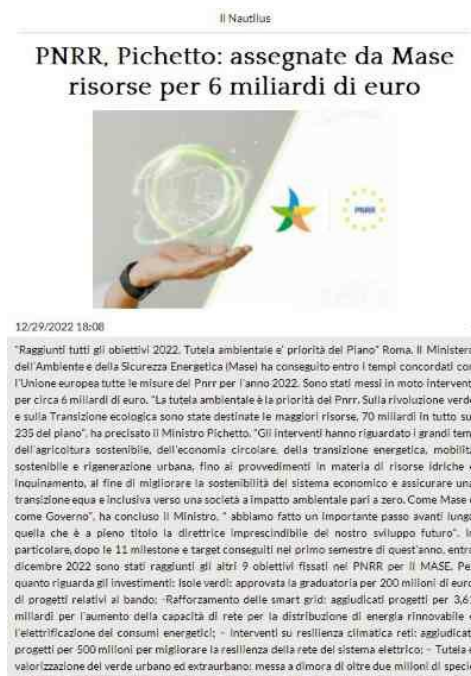 Il Nautilus
PNRR, Pichetto: assegnate da Mase
risorse per 6 miliardi di euro
PNRR
12/29/2022 18:08
"Raggiunti tutti gli obiettivi 2022. Tutela ambientale e' priorità del Piano" Roma. Il Ministero
dell'Ambiente e della Sicurezza Energetica (Mase) ha conseguito entro i tempi concordati con
l'Unione europea tutte le misure del Pnrr per l'anno 2022. Sono stati messi in moto interventi
per circa 6 miliardi di euro. "La tutela ambientale è la priorità del Pnrr. Sulla rivoluzione verde
e sulla Transizione ecologico sono state destinate le maggiori risorse, 70 miliardi in tutto sui
235 del piano", ha precisato il Ministro Pichetto. "Gli interventi hanno riguardato i grandi temi
dell'agricoltura sostenibile, dell'economia circolare, della transizione energetica, mobilità
sostenibile e rigenerazione urbana, fino ai provvedimenti in materia di risorse idriche e
inquinamento, al fine di migliorare la sostenibilità del sistema economico e assicurare una
transizione equa e inclusiva verso una società a impatto ambientale pari a zero. Come Mase e
come Governo", ha concluso il Ministro, " abbiamo fatto un importante passo avanti lungo
quella che è a pieno titolo la direttrice imprescindibile del nostro sviluppo futuro". In
particolare, dopo le 11 milestone e target conseguiti nel primo semestre di quest'anno, entro
dicembre 2022 sono stati raggiunti gli altri 9 obiettivi fissati nel PNRR per il MASE. Per
quanto riguarda gli investimenti: Isole verdi: approvata la graduatoria per 200 milioni di euro
di progetti relativi al bando; -Rafforzamento delle smart grid: aggiudicati progetti per 3,61
miliardi per l'aumento della capacità di rete per la distribuzione di energia rinnovabile e
l'elettrificazione dei consumi energetici; – Interventi su resilienza climatica reti: aggiudicati
progetti per 500 milioni per migliorare la resilienza della rete del sistema elettrico; – Tutela e
valorizzazione del verde urbano ed extraurbano: messa a dimora di oltre due milioni di specie